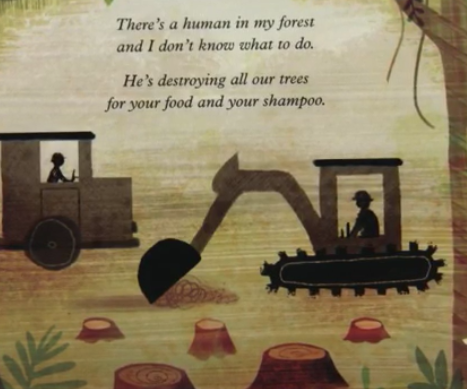 There's a human in my forest
and I don't know what to do.
He's destroying all our trees
for your food and your shampoo.